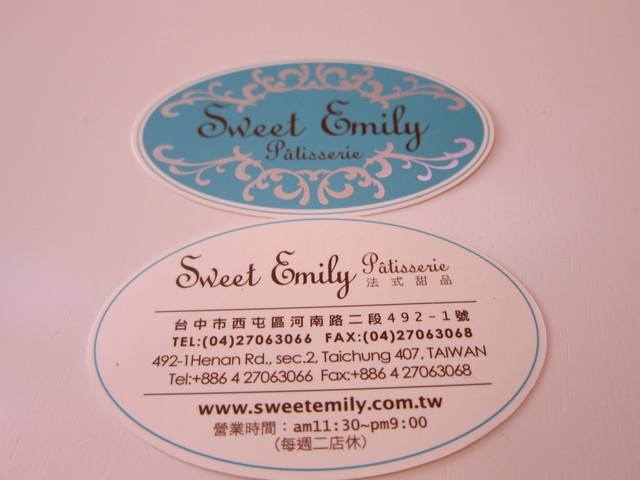 Sweet Emily
Pâtisserie
Sweet Emily Pâtisserie
法式甜品
台中市西屯區河南路二段492-1號
TEL:(04)27063066 FAX:(04)27063068
492-1Henan Rd., sec.2, Taichung 407, TAIWAN
Tel:+886 4 27063066 Fax:+886 4 27063068
www.sweetemily.com.tw
營業時間：am11:30~pm9:00
（每週二店休）